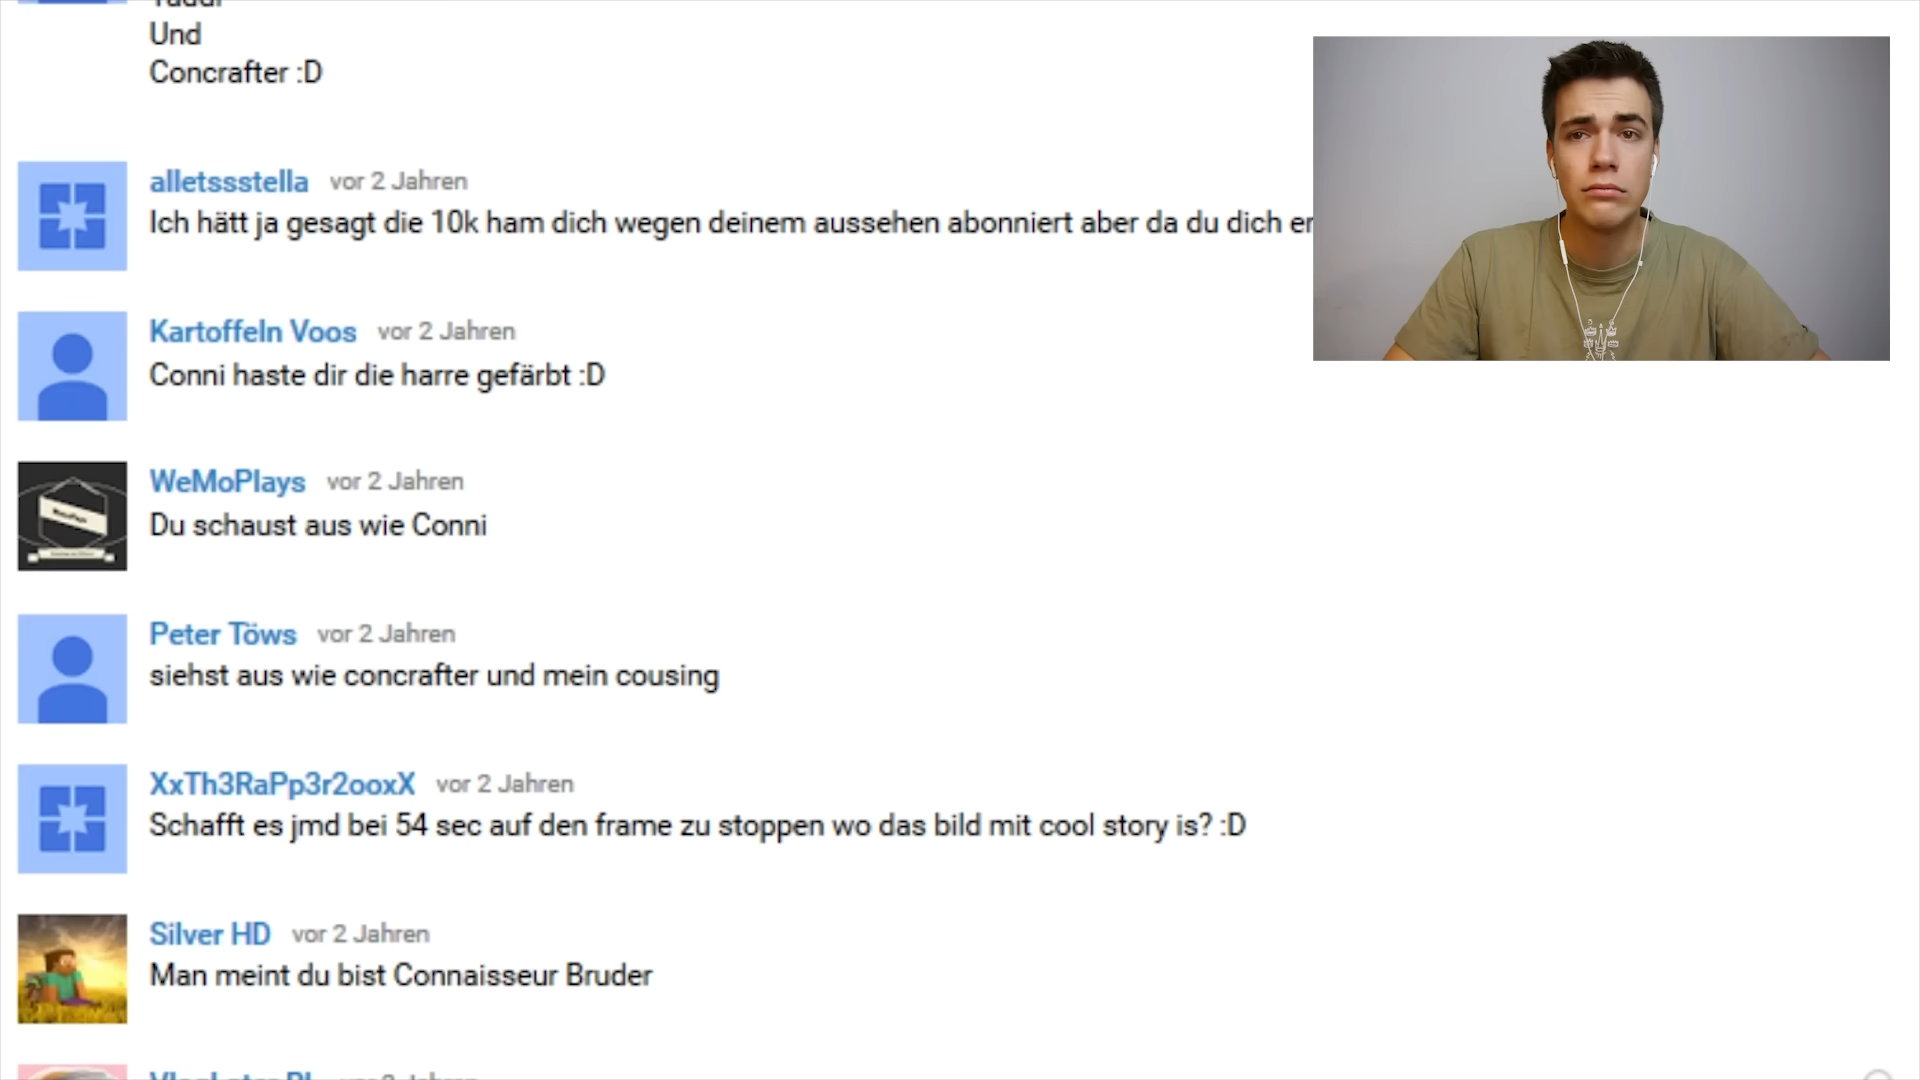 Und
Concrafter :D
alletssstella vor 2 Jahren
Ich hätt ja gesagt die 10k ham dich wegen deinem aussehen abonniert aber da du dich er
Kartoffeln Voos vor 2 Jahren
Conni haste dir die harre gefärbt :D
WeMoPlays vor 2 Jahren
Du schaust aus wie Conni
Peter Töws vor 2 Jahren
siehst aus wie concrafter und mein cousing
XxTh3RaPp3r2ooxX vor 2 Jahren
Schafft es jmd bei 54 sec auf den frame zu stoppen wo das bild mit cool story is? :D
Silver HD vor 2 Jahren
Man meint du bist Connaisseur Bruder